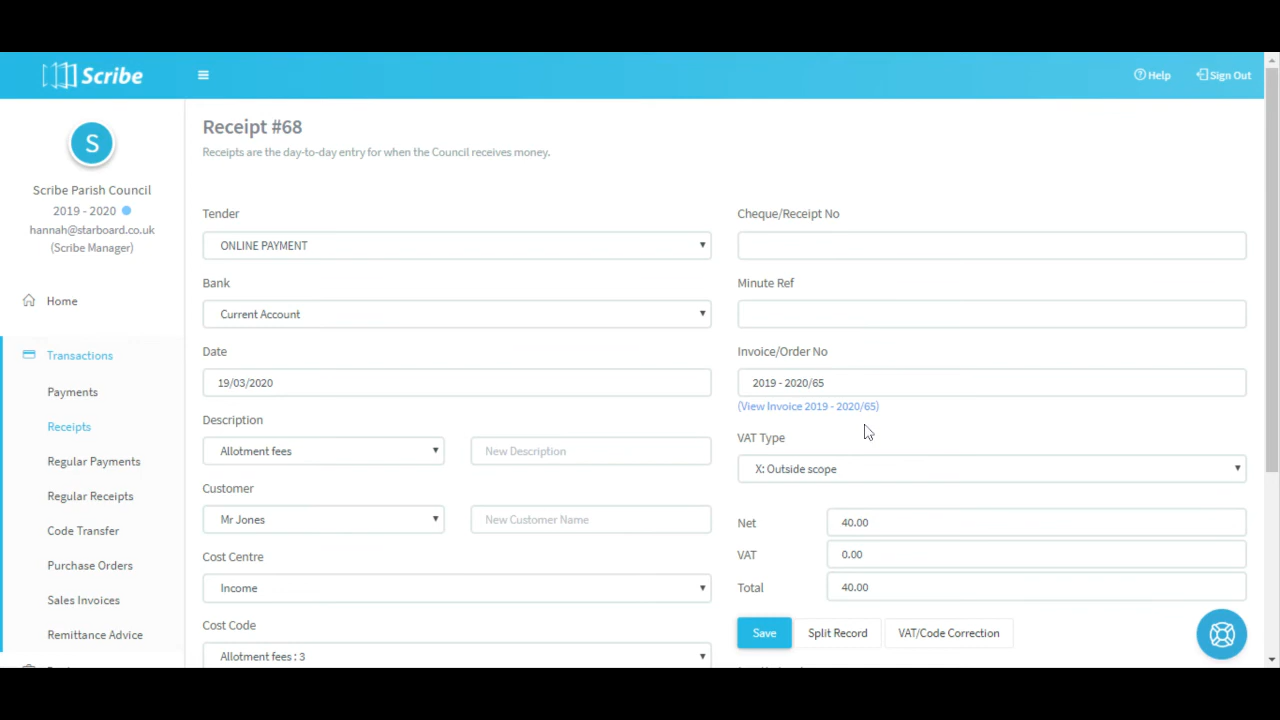 Scribe
Help
Sign Out
S
Scribe Parish Council
2019 - 2020
hannah@starboard.co.uk
(Scribe Manager)
Home
Transactions
Payments
Receipts
Regular Payments
Regular Receipts
Code Transfer
Purchase Orders
Sales Invoices
Remittance Advice
Receipt #68
Receipts are the day-to-day entry for when the Council receives money.
Tender
ONLINE PAYMENT
Bank
Current Account
Date
19/03/2020
Description
Allotment fees
New Description
Customer
Mr Jones
New Customer Name
Cost Centre
Income
Cost Code
Allotment fees : 3
Cheque/Receipt No
Minute Ref
Invoice/Order No
2019 - 2020/65
(View Invoice 2019 - 2020/65)
VAT Type
X: Outside scope
Net
40.00
VAT
0.00
Total
40.00
Save
Split Record
VAT/Code Correction